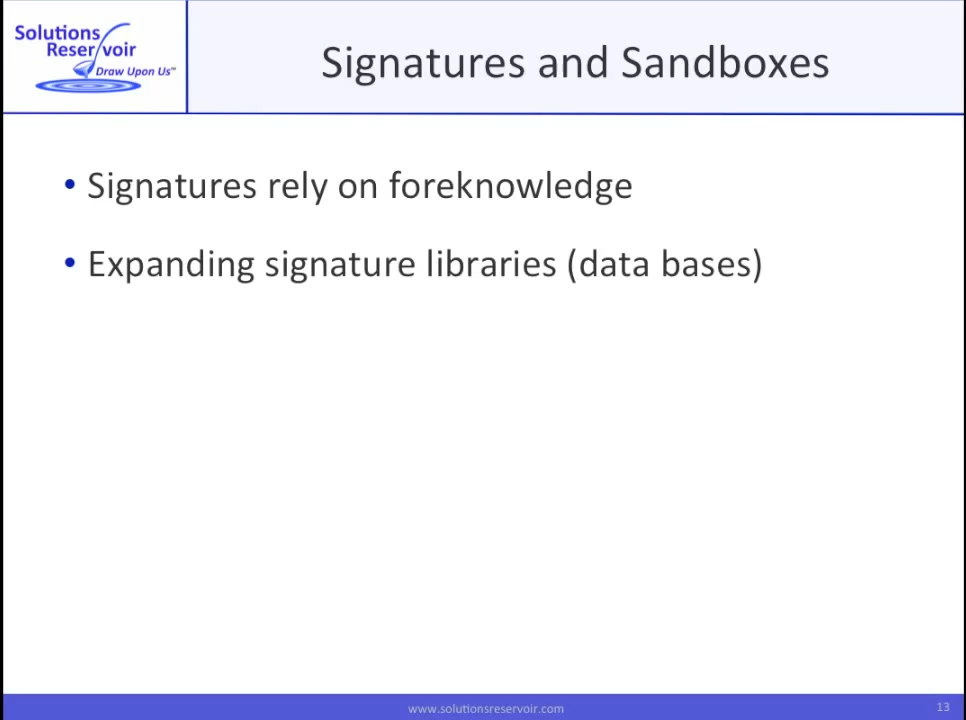 Solutions
Reservoir
Draw Upon Us™
Signatures and Sandboxes
• Signatures rely on foreknowledge
• Expanding signature libraries (data bases)
www.solutionsreservoir.com
13